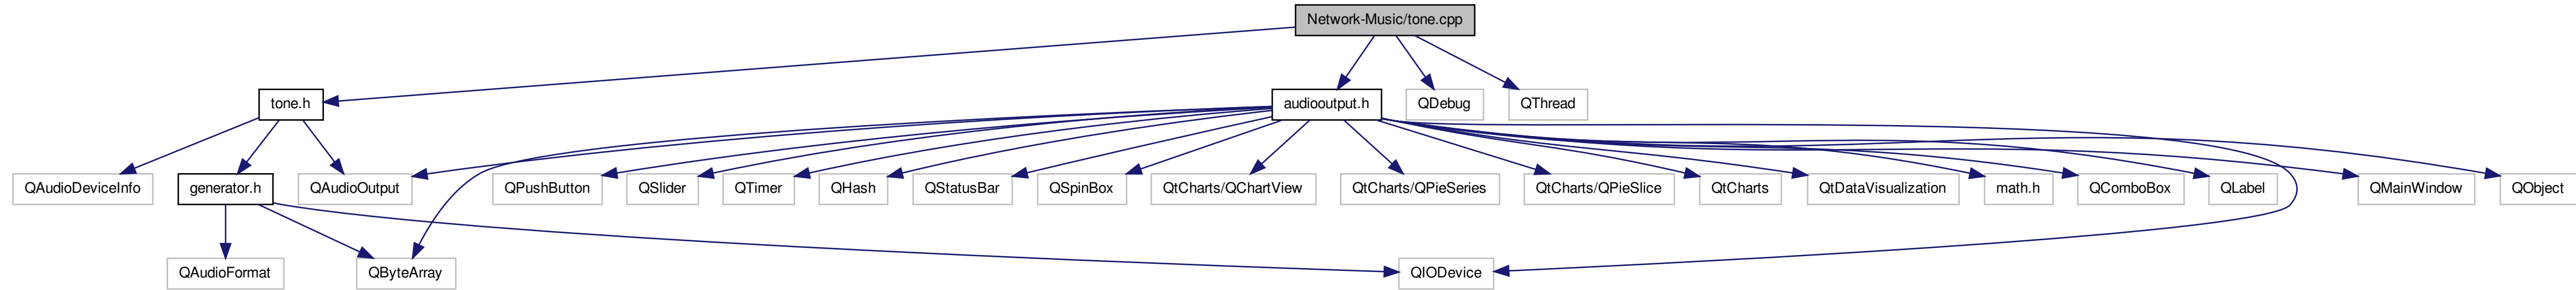 Network-Music/tone.cpp
tone.h
audiooutput.h
QDebug
QThread
QAudioDeviceInfo
generator.h
QAudioOutput
QPushButton
QSlider
QTimer
QHash
QStatusBar
QSpinBox
QtCharts/QChartView
QtCharts/QPieSeries
QtCharts/QPieSlice
QtCharts
QtDataVisualization
math.h
QComboBox
QLabel
QMainWindow
QObject
QAudioFormat
QByteArray
QIODevice